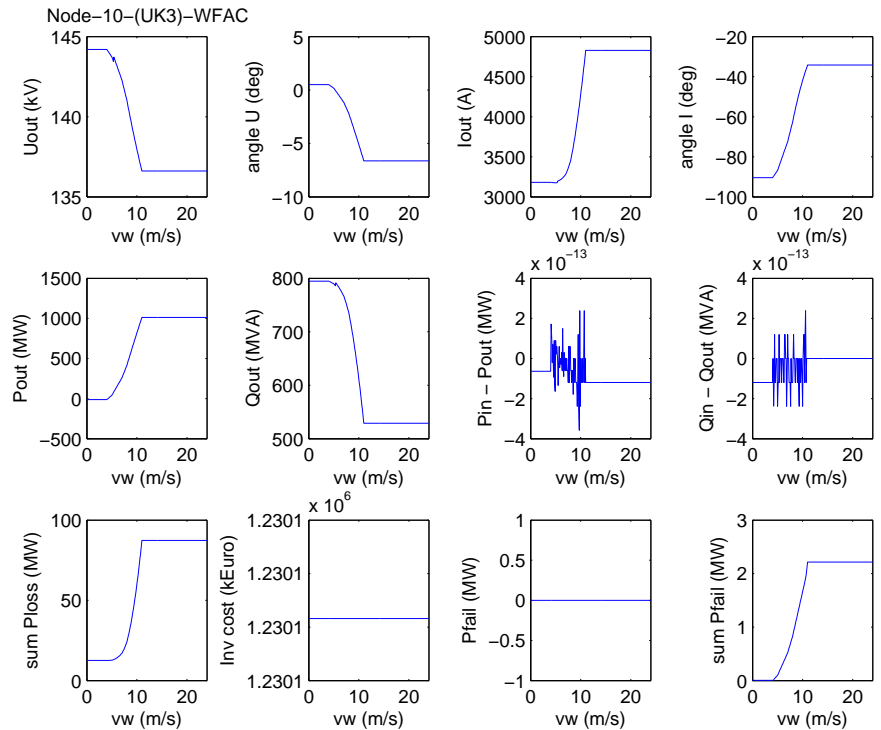 Node−10−(UK3)−WFAC
Uout (kV)
145
140
135
0 10 20
vw (m/s)
angle U (deg)
5
0
−5
−10
0 10 20
vw (m/s)
Iout (A)
5000
4500
4000
3500
3000
0 10 20
vw (m/s)
angle I (deg)
−20
−40
−60
−80
−100
0 10 20
vw (m/s)
Pout (MW)
1500
1000
500
0
−500
0 10 20
vw (m/s)
Qout (MVA)
800
700
600
500
0 10 20
vw (m/s)
x 10−13
Pin − Pout (MW)
4
2
0
−2
−4
0 10 20
vw (m/s)
x 10−13
Qin − Qout (MVA)
4
2
0
−2
−4
0 10 20
vw (m/s)
sum Ploss (MW)
100
50
0
0 10 20
vw (m/s)
x 10 6
Inv cost (kEuro)
1.2301
1.2301
1.2301
1.2301
0 10 20
vw (m/s)
Pfail (MW)
1
0.5
0
−0.5
−1
0 10 20
vw (m/s)
sum Pfail (MW)
3
2
1
0
0 10 20
vw (m/s)